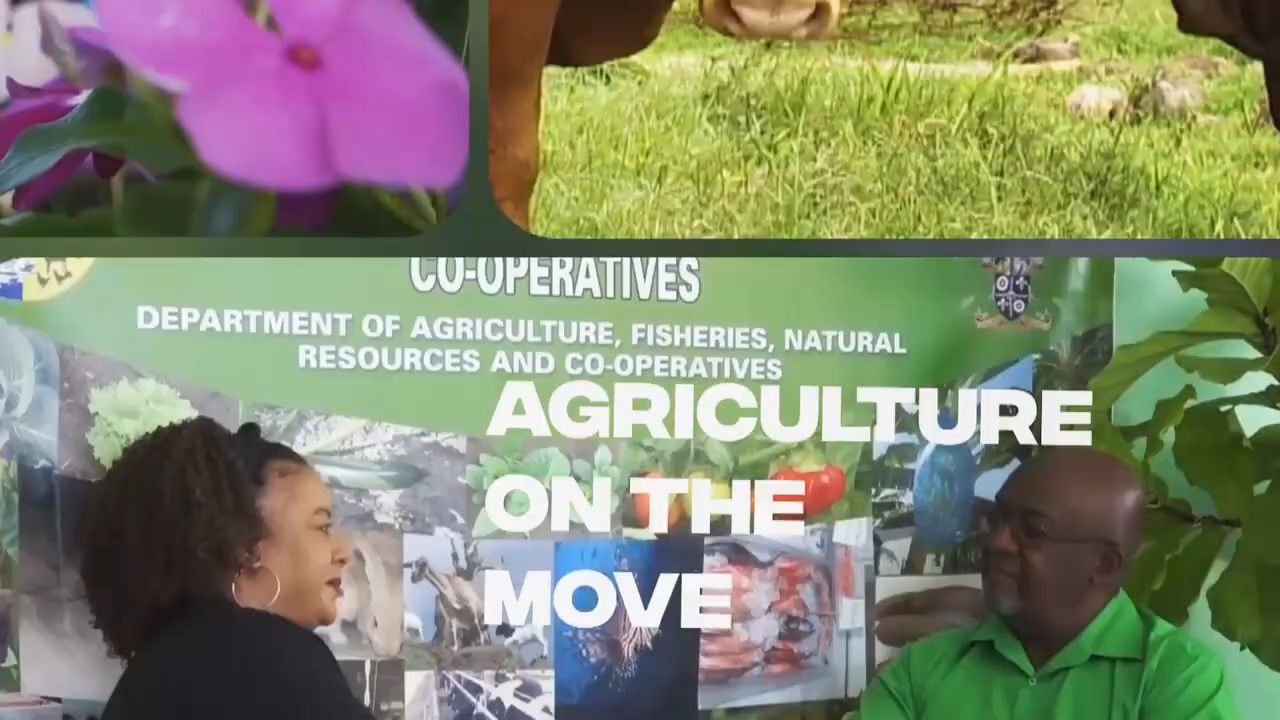 CO-OPERATIVES
DEPARTMENT OF AGRICULTURE, FISHERIES, NATURAL
RESOURCES AND CO-OPERATIVES
AGRICULTURE
ON THE
MOVE